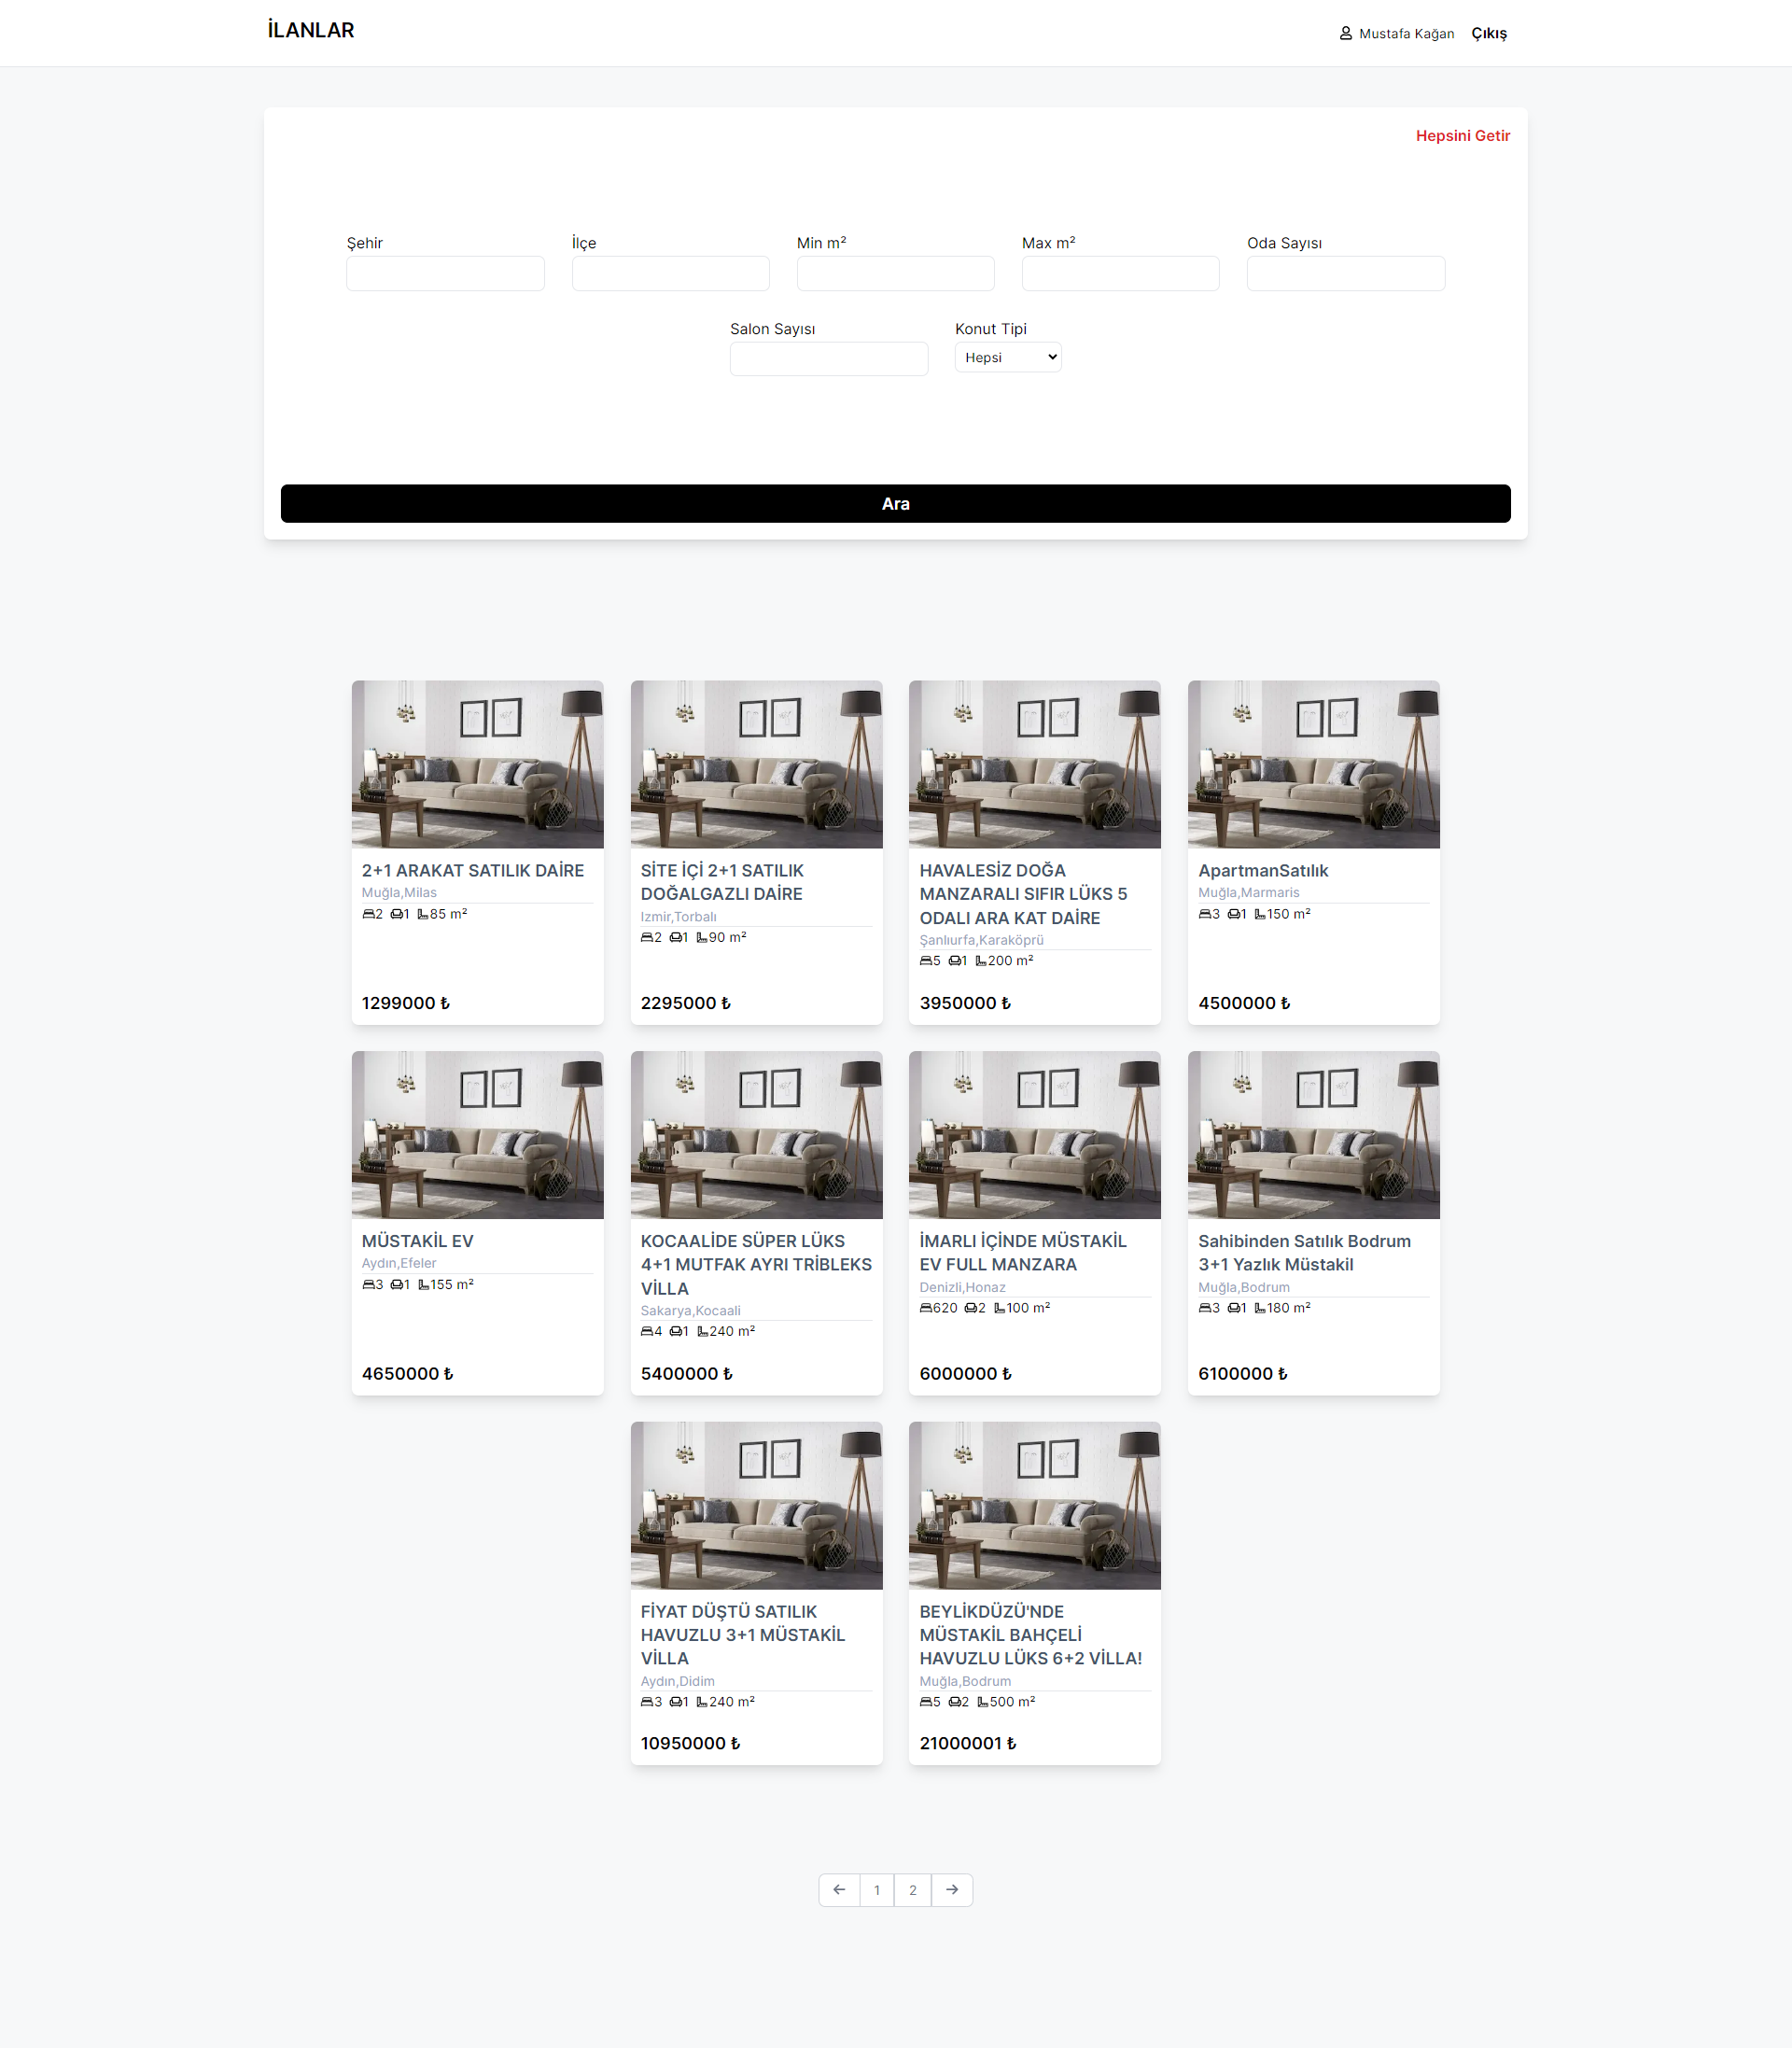 İLANLAR
Mustafa Kağan
Çıkış
Hepsini Getir
Şehir
İlçe
Min m²
Max m²
Oda Sayısı
Salon Sayısı
Konut Tipi
Hepsi
Ara
2+1 ARAKAT SATILIK DAİRE
Muğla,Milas
2 1 85 m²
1299000 ₺
SİTE İÇİ 2+1 SATILIK
DOĞALGAZLI DAİRE
Izmir,Torbalı
2 1 90 m²
2295000 ₺
HAVALESİZ DOĞA
MANZARALI SIFIR LÜKS 5
ODALI ARA KAT DAİRE
Şanlıurfa,Karaköprü
5 1 200 m²
3950000 ₺
ApartmanSatılık
Muğla,Marmaris
3 1 150 m²
4500000 ₺
MÜSTAKİL EV
Aydın,Efeler
3 1 155 m²
4650000 ₺
KOCAALİDE SÜPER LÜKS
4+1 MUTFAK AYRI TRİBLEKS
VİLLA
Sakarya,Kocaali
4 1 240 m²
5400000 ₺
İMARLI İÇİNDE MÜSTAKİL
EV FULL MANZARA
Denizli,Honaz
620 2 100 m²
6000000 ₺
Sahibinden Satılık Bodrum
3+1 Yazlık Müstakil
Muğla,Bodrum
3 1 180 m²
6100000 ₺
FİYAT DÜŞTÜ SATILIK
HAVUZLU 3+1 MÜSTAKİL
VİLLA
Aydın,Didim
3 1 240 m²
10950000 ₺
BEYLİKDÜZÜ'NDE
MÜSTAKİL BAHÇELİ
HAVUZLU LÜKS 6+2 VİLLA!
Muğla,Bodrum
5 2 500 m²
21000001 ₺
← 1 2 →